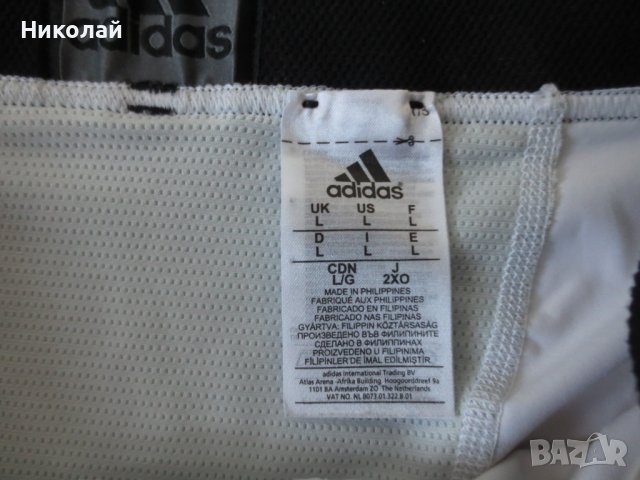 Николай
adidas
US
adidas
UK US F
L L L
D I E
L L L
CDN J
L/G 2XO
MADE IN PHILIPPINES
FABRIQUÉ AUX PHILIPPINES
FABRICADO EN FILIPINAS
FABRICADO NAS FILIPINAS
GYÁRTVA: FILIPPIN KÖZTÁRSASÁG
ПРОИЗВЕДЕНО ВЪВ ФИЛИПИНИТЕ
СДЕЛАНО В ФИЛИППИНАХ
PROIZVEDENO U FILIPINIMA
FİLİPİNLER'DE İMAL EDİLMİŞTİR
adidas International Trading BV
Atlas Arena -Afrika Building Hoogoorddreef 9a
1101 BA Amsterdam ZO The Netherlands
VAT NO. NL 8073.01.322.B.01
BAZAR